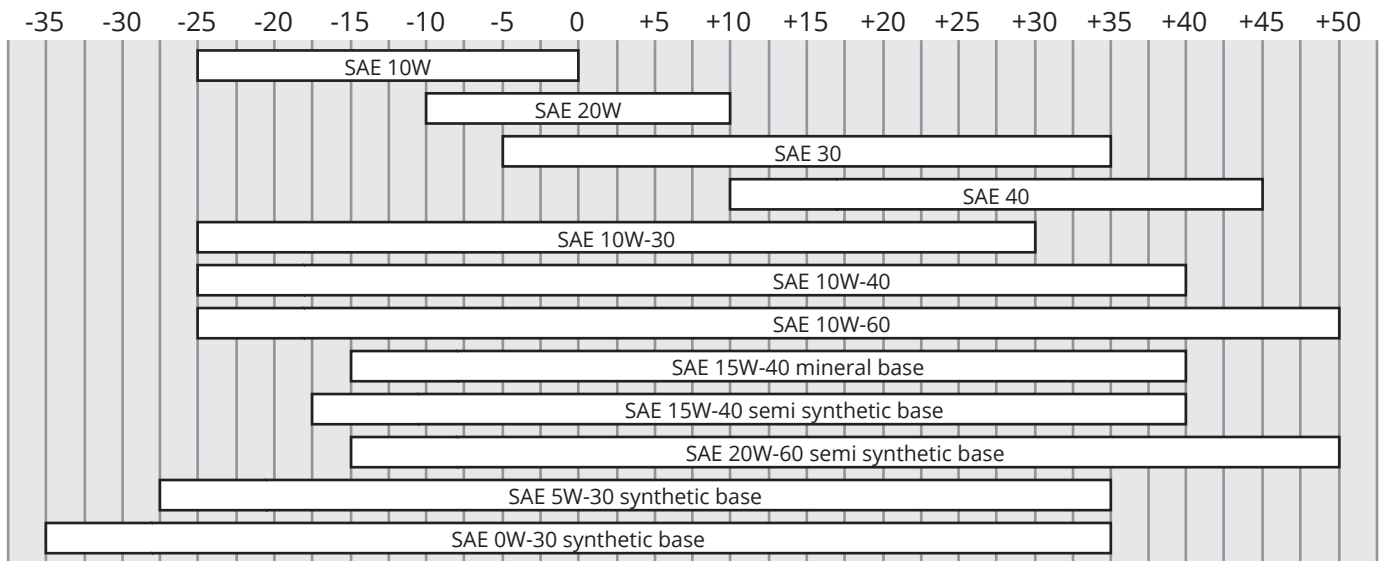 -35 -30 -25 -20 -15 -10 -5 0 +5 +10 +15 +20 +25 +30 +35 +40 +45 +50
SAE 10W
SAE 20W
SAE 30
SAE 40
SAE 10W-30
SAE 10W-40
SAE 10W-60
SAE 15W-40 mineral base
SAE 15W-40 semi synthetic base
SAE 20W-60 semi synthetic base
SAE 5W-30 synthetic base
SAE 0W-30 synthetic base